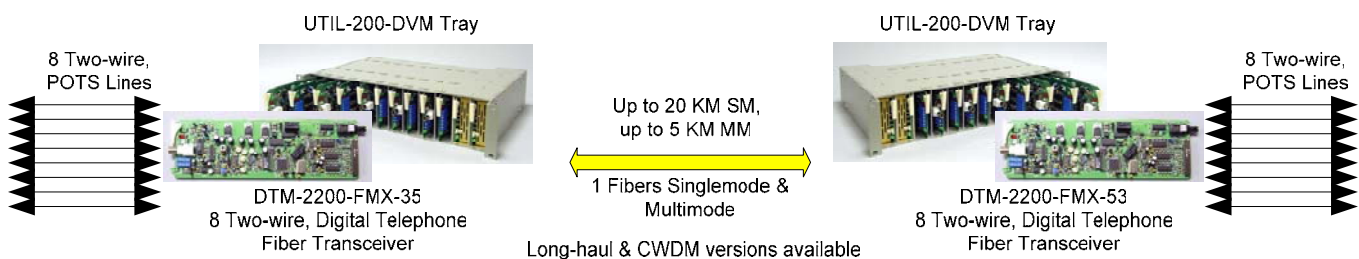 UTIL-200-DVM Tray
8 Two-wire,
POTS Lines
DTM-2200-FMX-35
8 Two-wire, Digital Telephone
Fiber Transceiver
Up to 20 KM SM,
up to 5 KM MM
1 Fibers Singlemode &
Multimode
Long-haul & CWDM versions available
UTIL-200-DVM Tray
8 Two-wire,
POTS Lines
DTM-2200-FMX-53
8 Two-wire, Digital Telephone
Fiber Transceiver